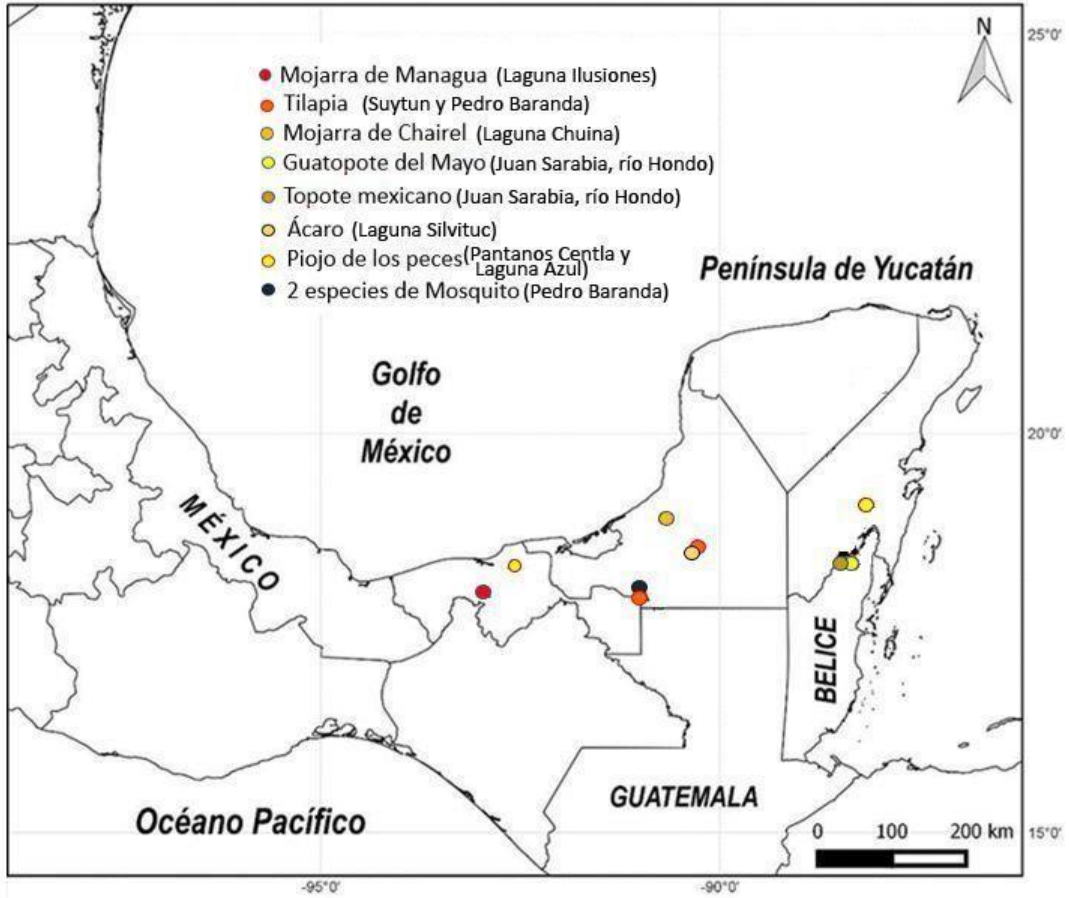 N
25°0'
Mojarra de Managua (Laguna Ilusiones)
Tilapia (Suytun y Pedro Baranda)
Mojarra de Chairel (Laguna Chuina)
Guatopote del Mayo (Juan Sarabia, río Hondo)
Topote mexicano (Juan Sarabia, río Hondo)
Ácaro (Laguna Silvituc)
Piojo de los peces (Pantanos Centla y
Laguna Azul)
2 especies de Mosquito (Pedro Baranda)
Península de Yucatán
Golfo
de
México
20°0'
MÉXICO
BELICE
GUATEMALA
Océano Pacífico
0 100 200 km
15°0'
-95°0'
-90°0'